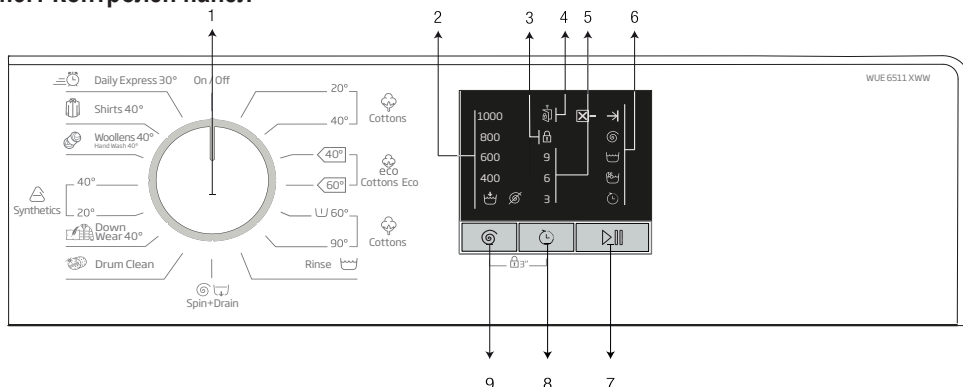 Контролен панел
1
2
3
4
5
6
WUE 6511 XWW
Daily Express 30°
On / Off
Shirts 40°
Woollens 40°
Hand Wash 40°
Synthetics
40°
20°
Down
Wear 40°
Drum Clean
Spin+Drain
20°
40°
Cottons
40°
60°
eco
Cottons Eco
60°
90°
Cottons
Rinse
1000
800
600
400
9
6
3
3"
9
8
7